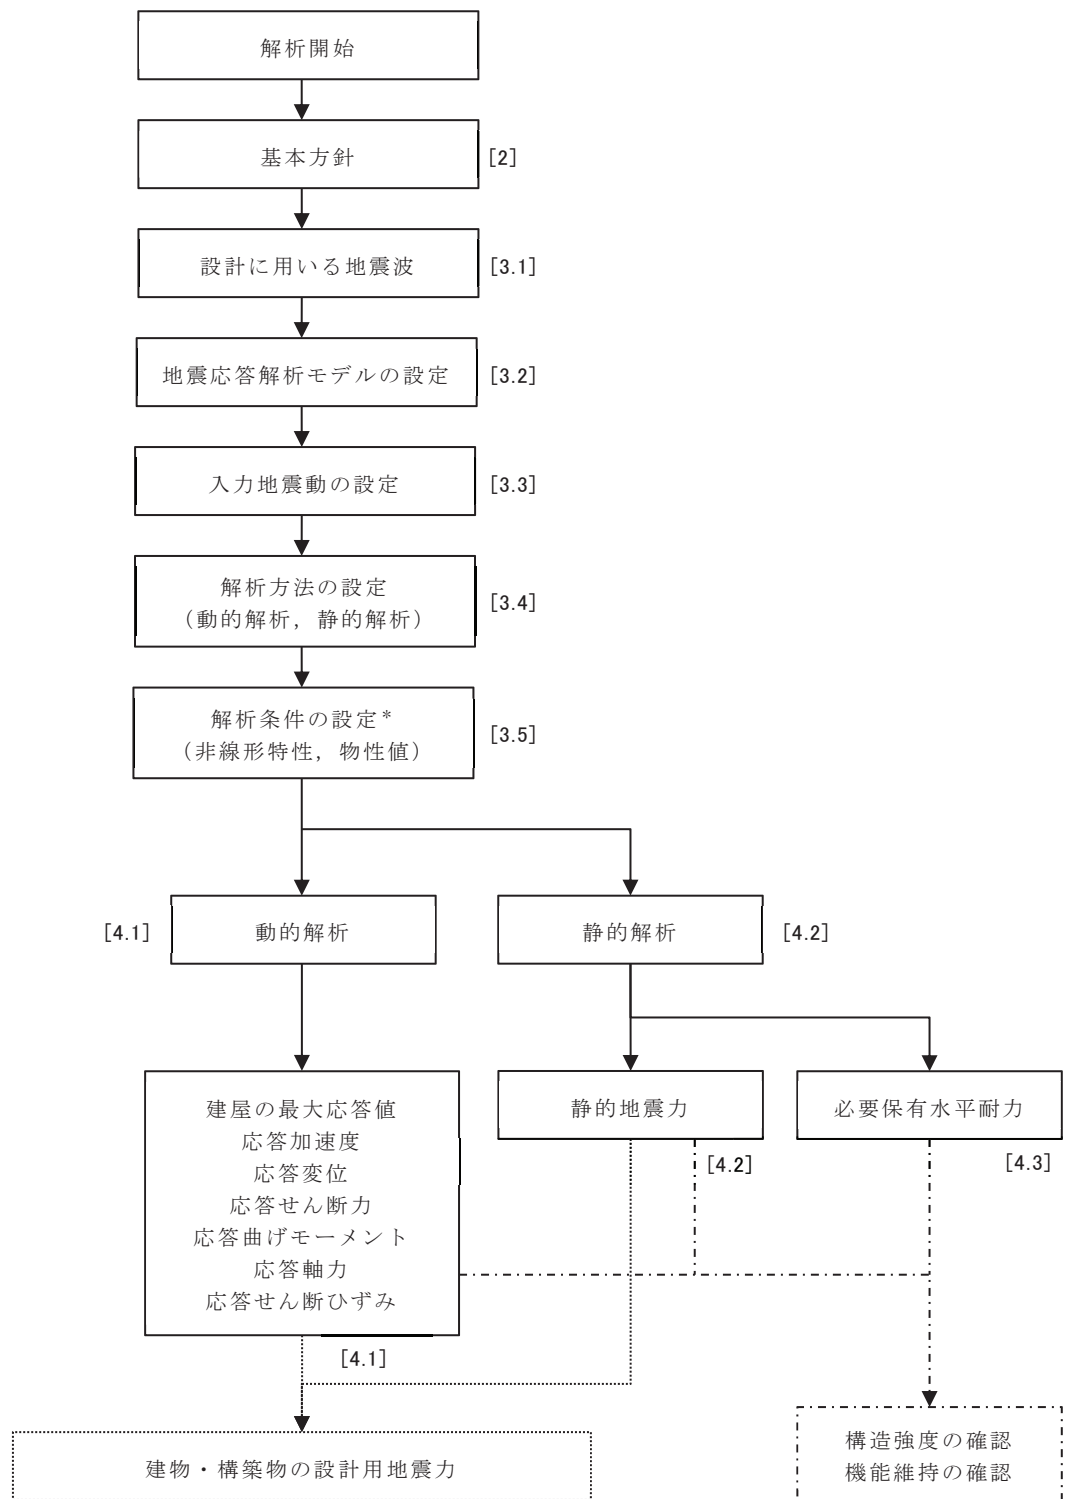 解析開始
基本方針 [2]
設計に用いる地震波 [3.1]
地震応答解析モデルの設定 [3.2]
入力地震動の設定 [3.3]
解析方法の設定
（動的解析，静的解析）
[3.4]
解析条件の設定*
（非線形特性，物性値）
[3.5]
[4.1] 動的解析
静的解析 [4.2]
建屋の最大応答値
応答加速度
応答変位
応答せん断力
応答曲げモーメント
応答軸力
応答せん断ひずみ
[4.1]
静的地震力
[4.2]
必要保有水平耐力
[4.3]
建物・構築物の設計用地震力
構造強度の確認
機能維持の確認